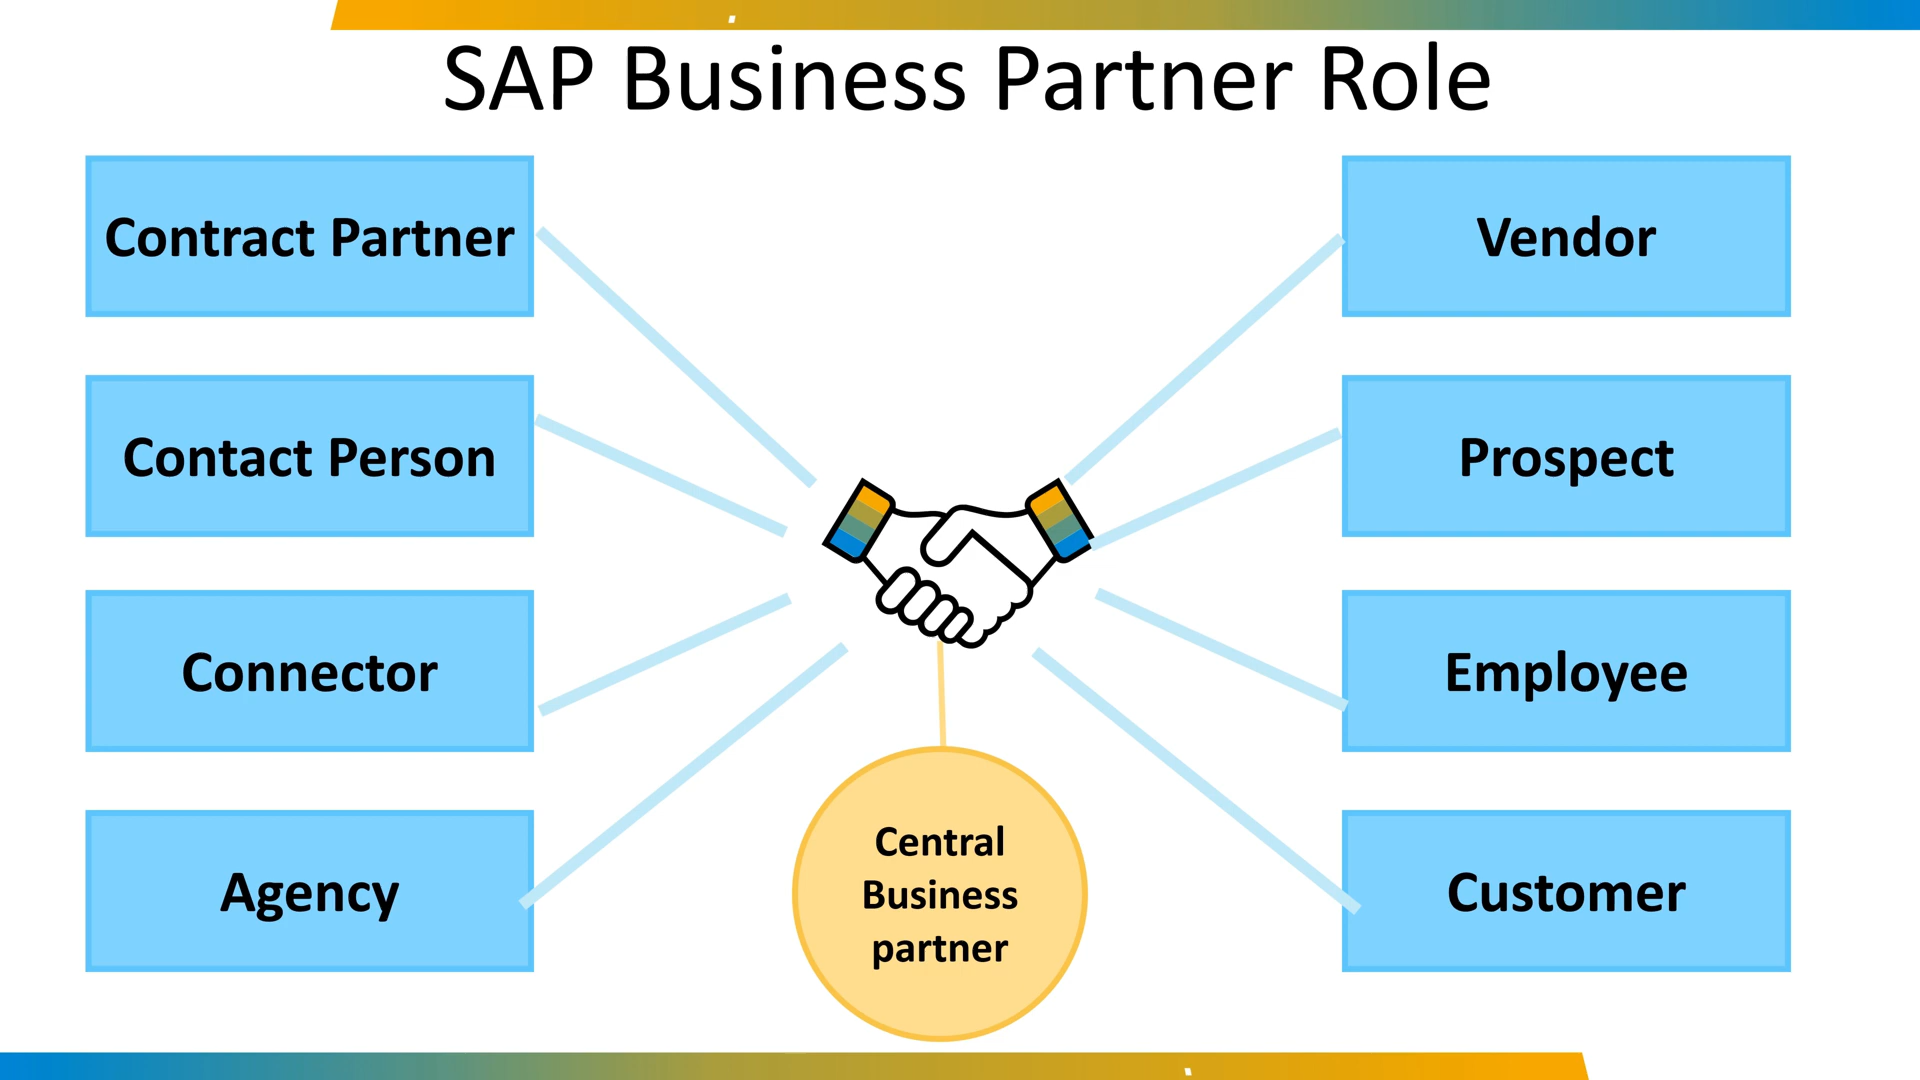 SAP Business Partner Role
Contract Partner
Contact Person
Connector
Agency
Vendor
Prospect
Employee
Customer
Central
Business
partner